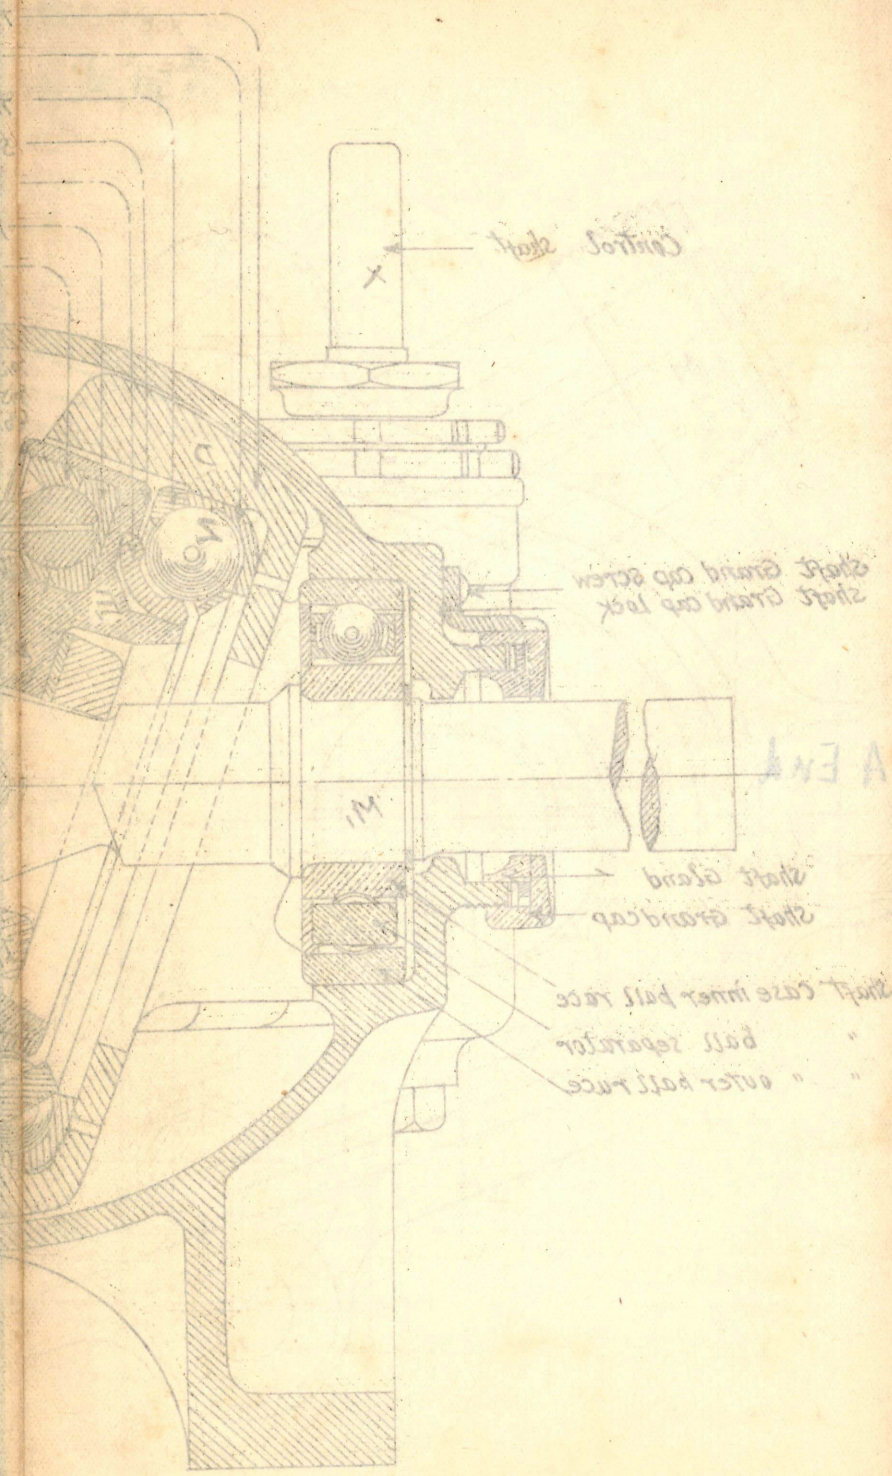 Control shaft
X
D
M
E
shaft Grand cap screw
shaft Grand cap lock
A End
M,
shaft Gland
shaft Grand cap
shaft case inner ball race
" ball separator
" " outer ball race